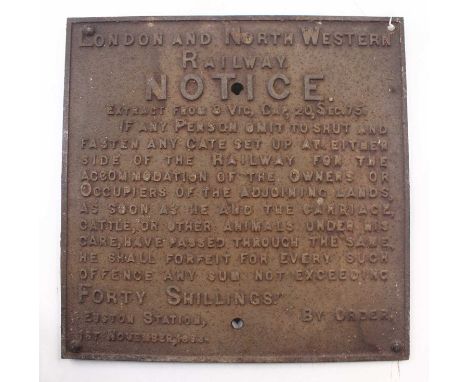 LONDON AND NORTH WESTERN
RAILWAY.
NOTICE.
EXTRACT FROM 8 VIC, CAP, 20, SEC. 75.
"IF ANY PERSON OMIT TO SHUT AND
FASTEN ANY GATE SET UP AT EITHER
SIDE OF THE RAILWAY FOR THE
ACCOMMODATION OF THE OWNERS OR
OCCUPIERS OF THE ADJOINING LANDS
AS SOON AS HE AND THE CARRIAGE,
CATTLE, OR OTHER ANIMALS UNDER HIS
CARE, HAVE PASSED THROUGH THE SAME,
HE SHALL FORFEIT FOR EVERY SUCH
OFFENCE ANY SUM NOT EXCEEDING
FORTY SHILLINGS."
EUSTON STATION, BY ORDER.
1ST NOVEMBER,